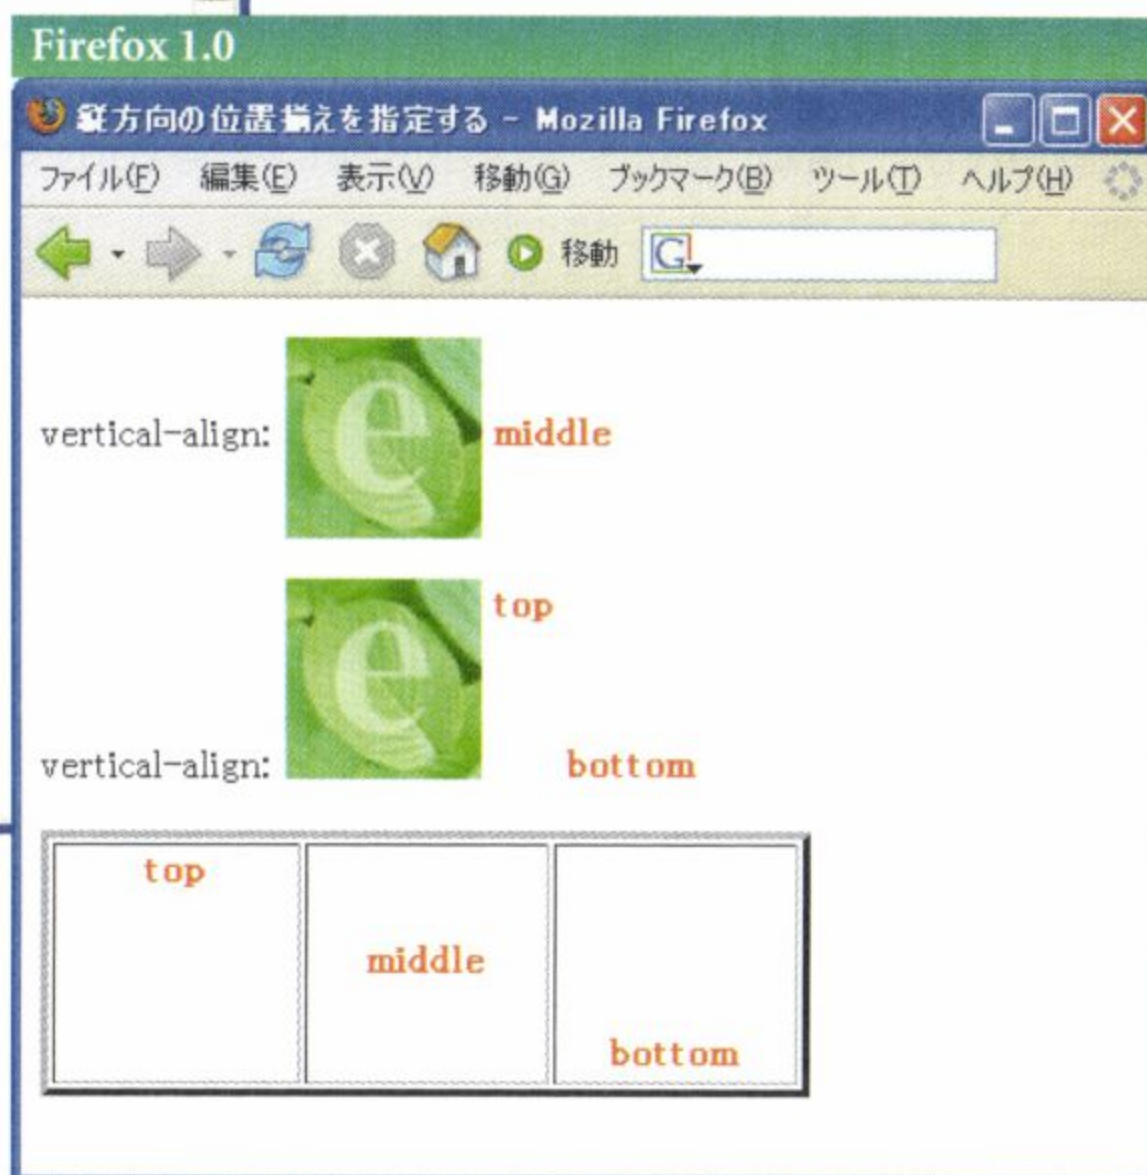 Firefox 1.0
縦方向の位置揃えを指定する - Mozilla Firefox
ファイル(F) 編集(E) 表示(V) 移動(G) ブックマーク(B) ツール(T) ヘルプ(H)
移動 G
vertical-align: e middle
e top
vertical-align: bottom
top
middle
bottom